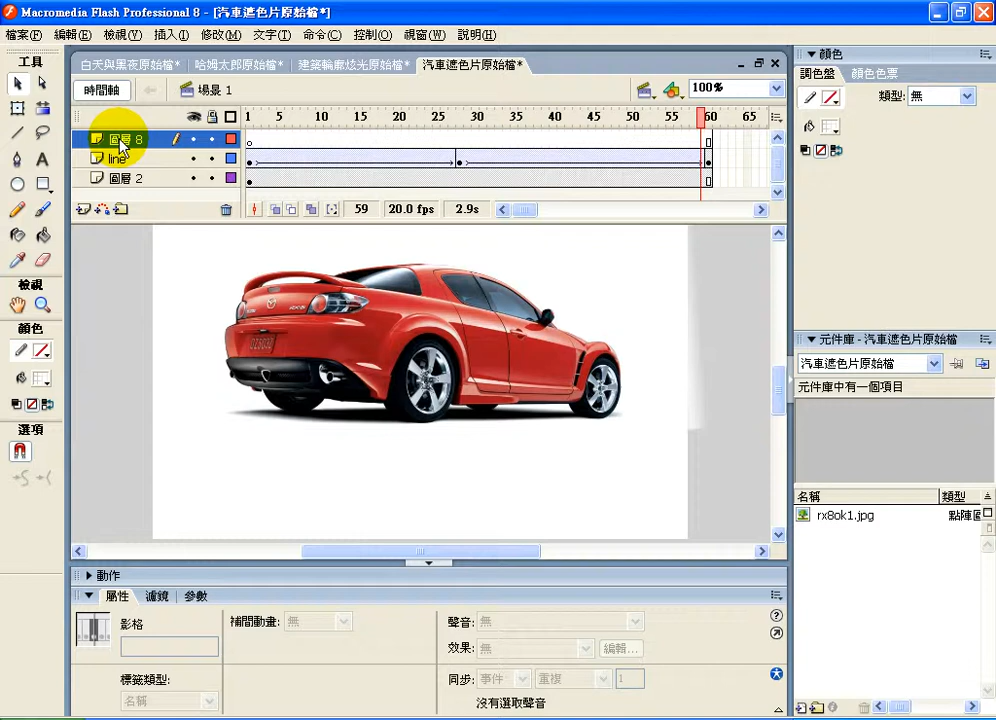 Macromedia Flash Professional 8 - [汽車遮色片原始檔*]
檔案(F) 編輯(E) 檢視(V) 插入(I) 修改(M) 文字(T) 命令(C) 控制(O) 視窗(W) 說明(H)
工具
檢視
顏色
選項
白天與黑夜原始檔* 哈姆太郎原始檔* 建築輪廓炫光原始檔* 汽車遮色片原始檔*
時間軸 場景 1 100%
1 5 10 15 20 25 30 35 40 45 50 55 60 65
圖層 8
line
圖層 2
59 20.0 fps 2.9s
動作
屬性 濾鏡 參數
影格
補間動畫: 無
標籤類型:
名稱
聲音: 無
效果: 無 編輯...
同步: 事件 重複 1
沒有選取聲音
顏色
調色盤 顏色色票
類型: 無
元件庫 - 汽車遮色片原始檔
汽車遮色片原始檔
元件庫中有一個項目
名稱 類型
rx8ok1.jpg 點陣